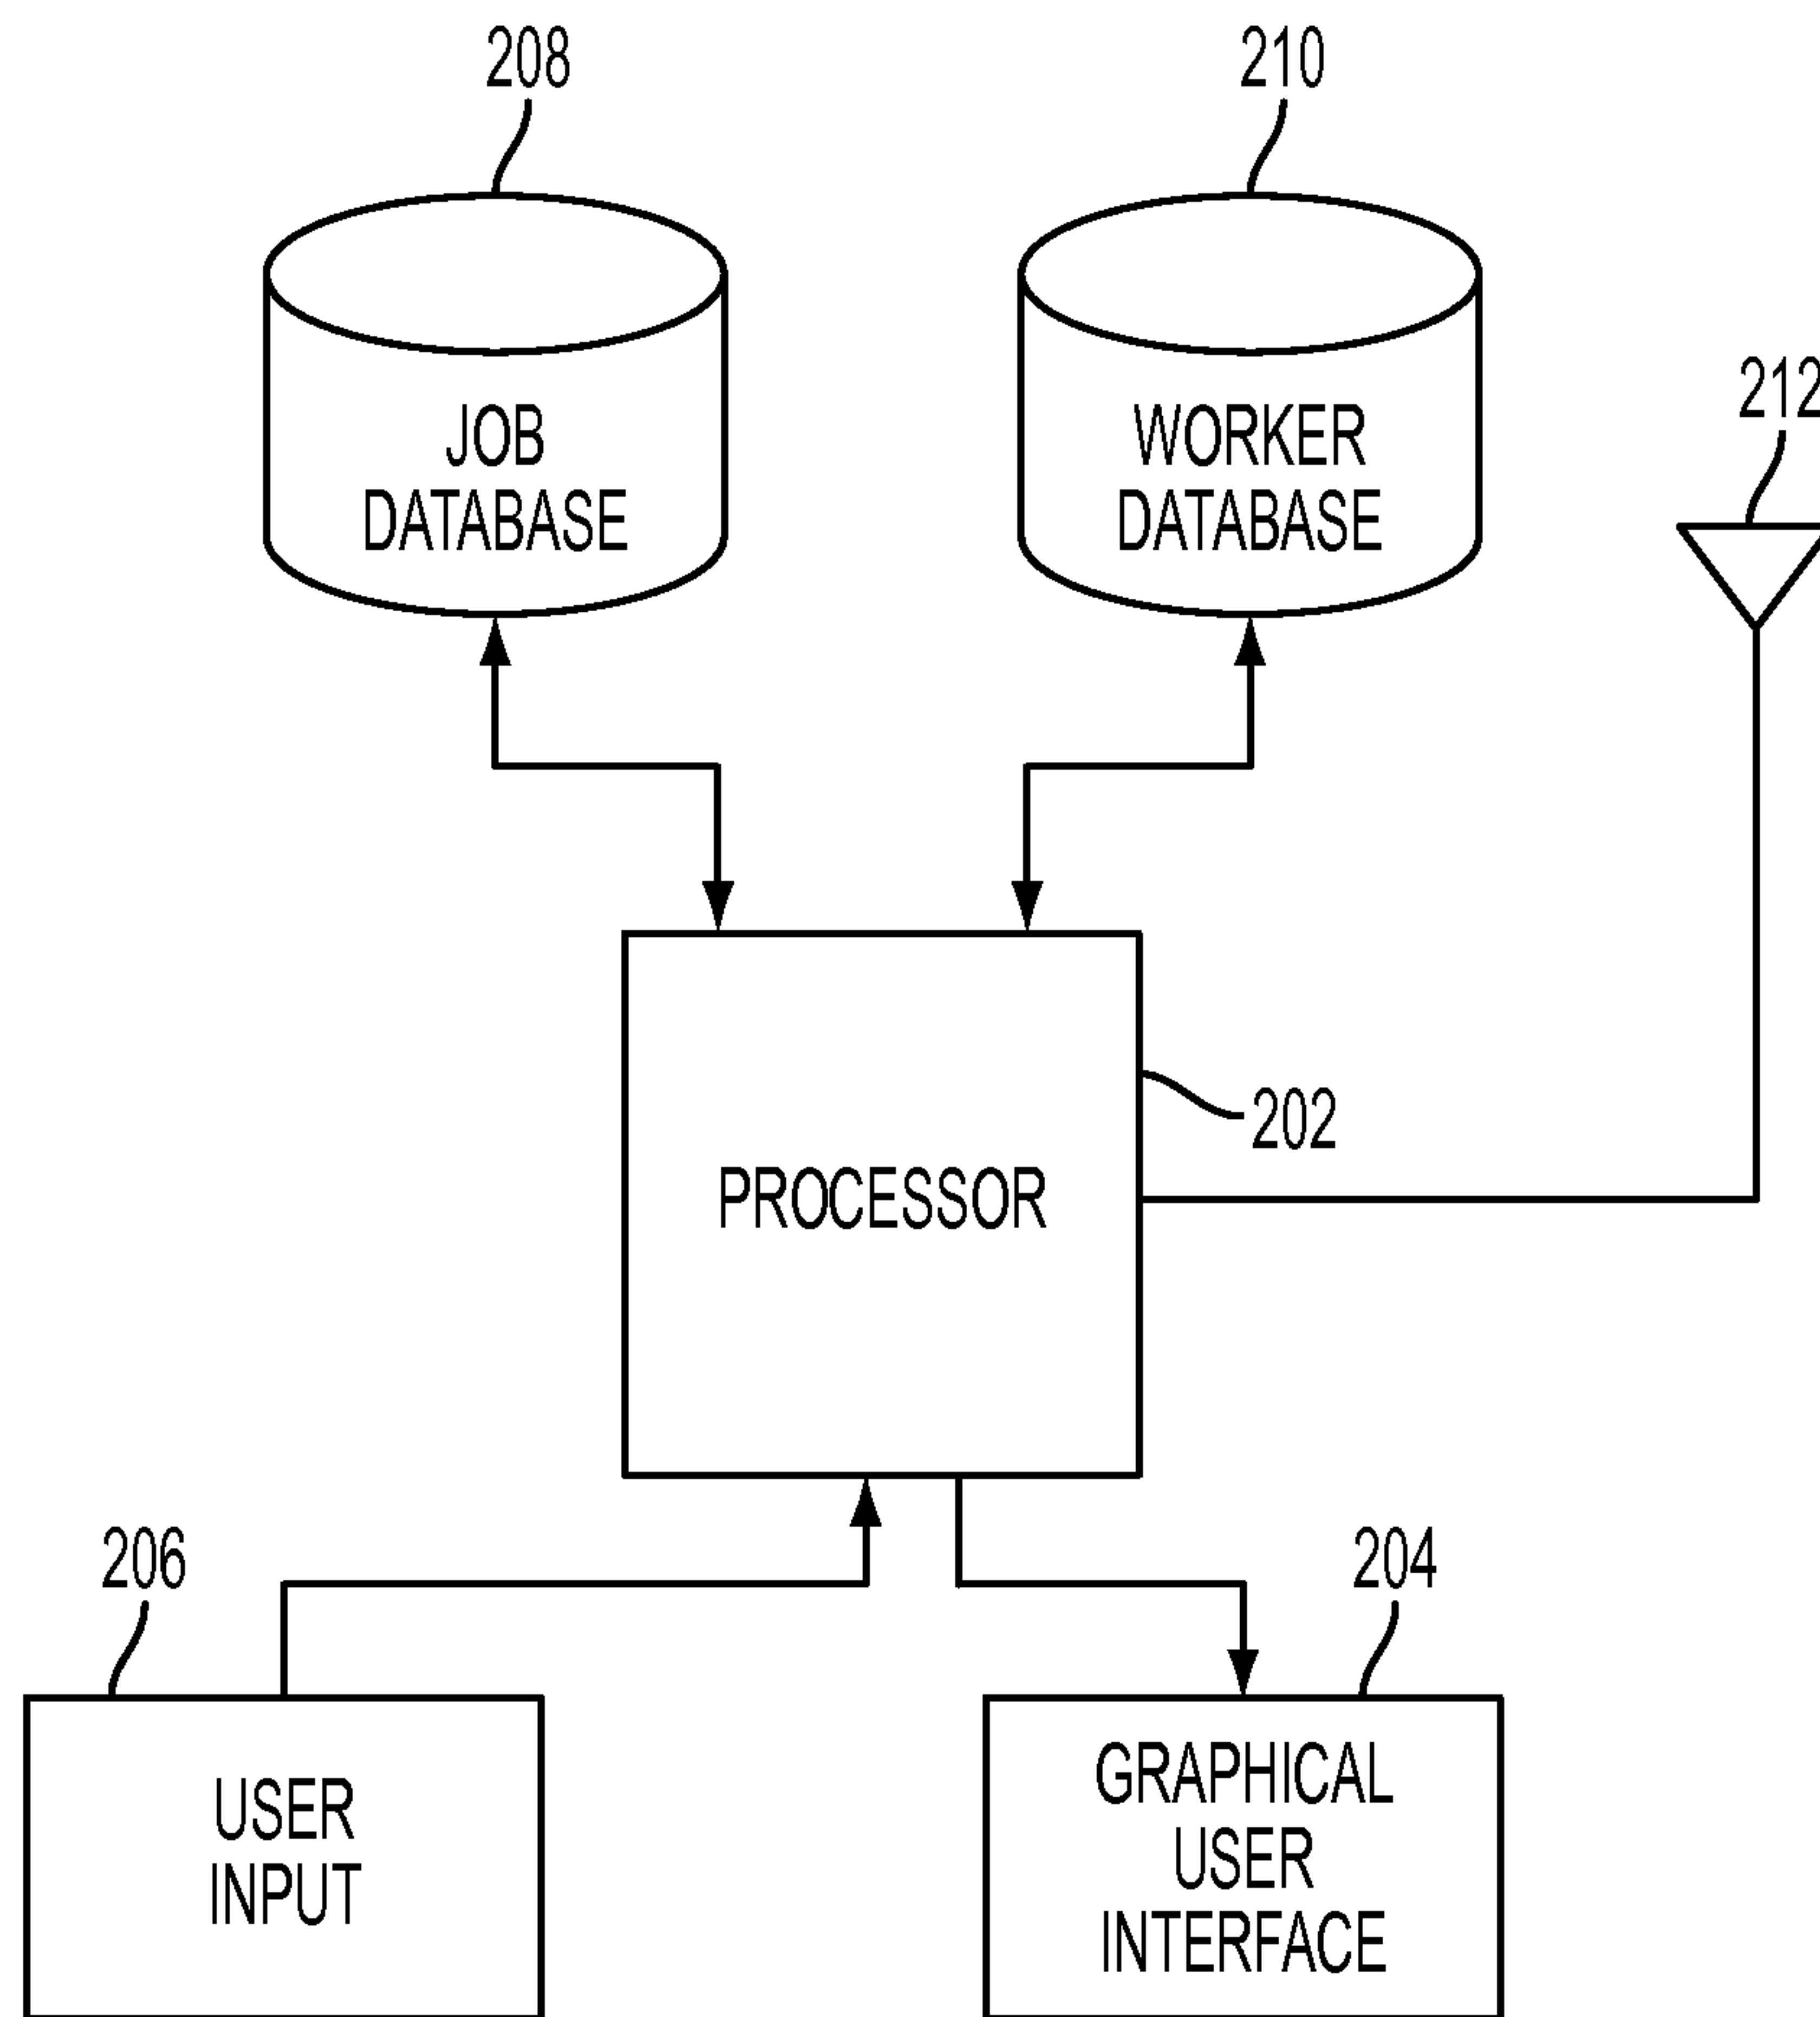 208
210
JOB
DATABASE
WORKER
DATABASE
212
202
PROCESSOR
206
204
USER
INPUT
GRAPHICAL
USER
INTERFACE